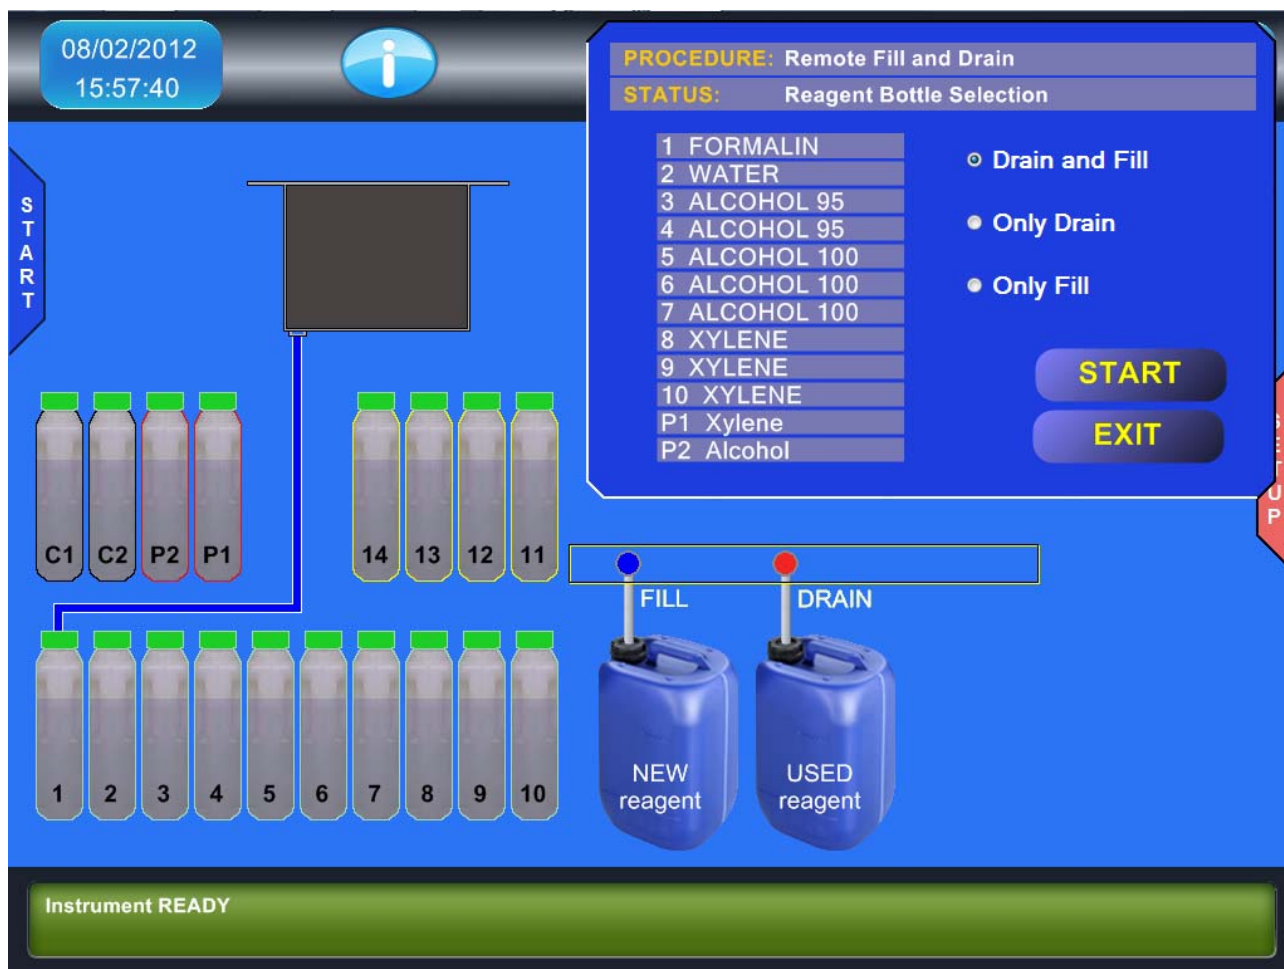 08/02/2012
15:57:40
i
PROCEDURE: Remote Fill and Drain
STATUS: Reagent Bottle Selection
START
1 FORMALIN
2 WATER
3 ALCOHOL 95
4 ALCOHOL 95
5 ALCOHOL 100
6 ALCOHOL 100
7 ALCOHOL 100
8 XYLENE
9 XYLENE
10 XYLENE
P1 Xylene
P2 Alcohol
Drain and Fill
Only Drain
Only Fill
START
EXIT
SETUP
C1 C2 P2 P1 14 13 12 11
FILL DRAIN
1 2 3 4 5 6 7 8 9 10
NEW
reagent
USED
reagent
Instrument READY